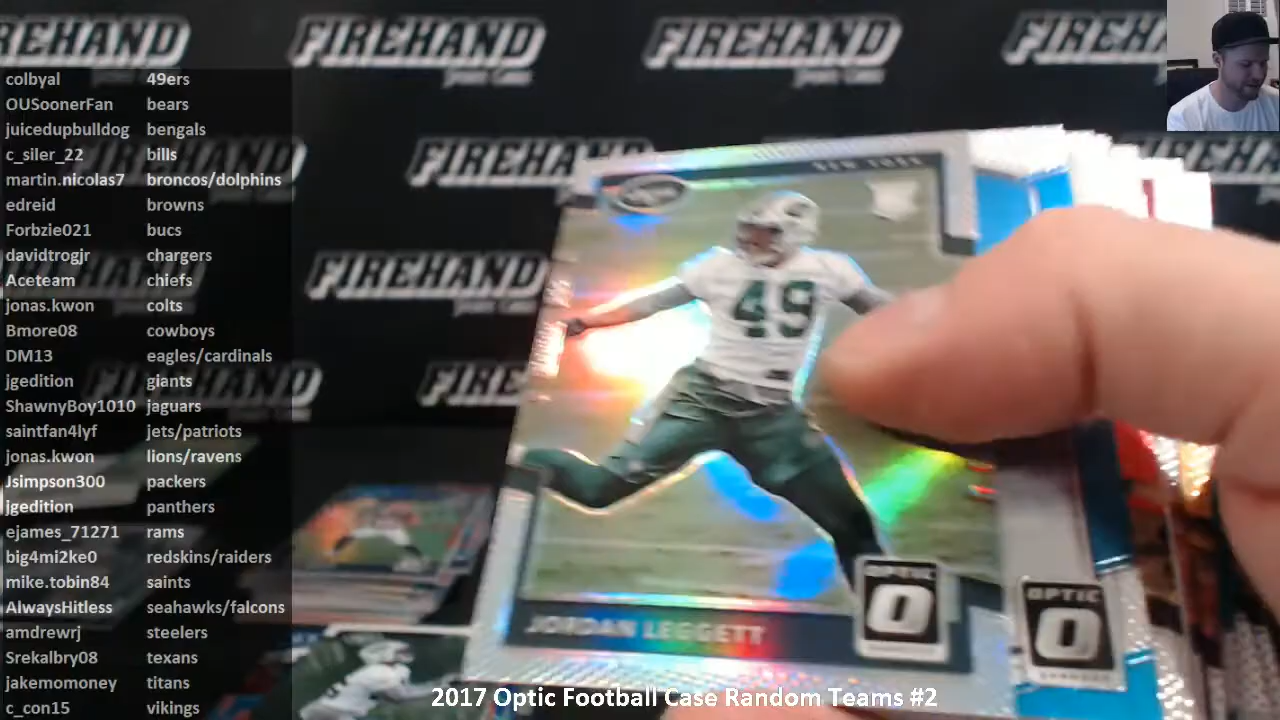 FIREHAND FIREHAND FIREHAND FIREHAND
colbyal 49ers
OUSoonerFan bears
juicedupbulldog bengals
c_siler_22 bills
martin.nicolas7 broncos/dolphins
edreid browns
Forbzie021 bucs
davidtrogjr chargers
Aceteam chiefs
jonas.kwon colts
Bmore08 cowboys
DM13 eagles/cardinals
jgedition giants
ShawnyBoy1010 jaguars
saintfan4lyf jets/patriots
jonas.kwon lions/ravens
Jsimpson300 packers
jgedition panthers
ejames_71271 rams
big4mi2ke0 redskins/raiders
mike.tobin84 saints
AlwaysHitless seahawks/falcons
amdrewrj steelers
Srekalbry08 texans
jakemomoney titans
c_con15 vikings
NEW YORK
49
JORDAN LEGGETT
OPTIC
O
OPTIC
O
2017 Optic Football Case Random Teams #2